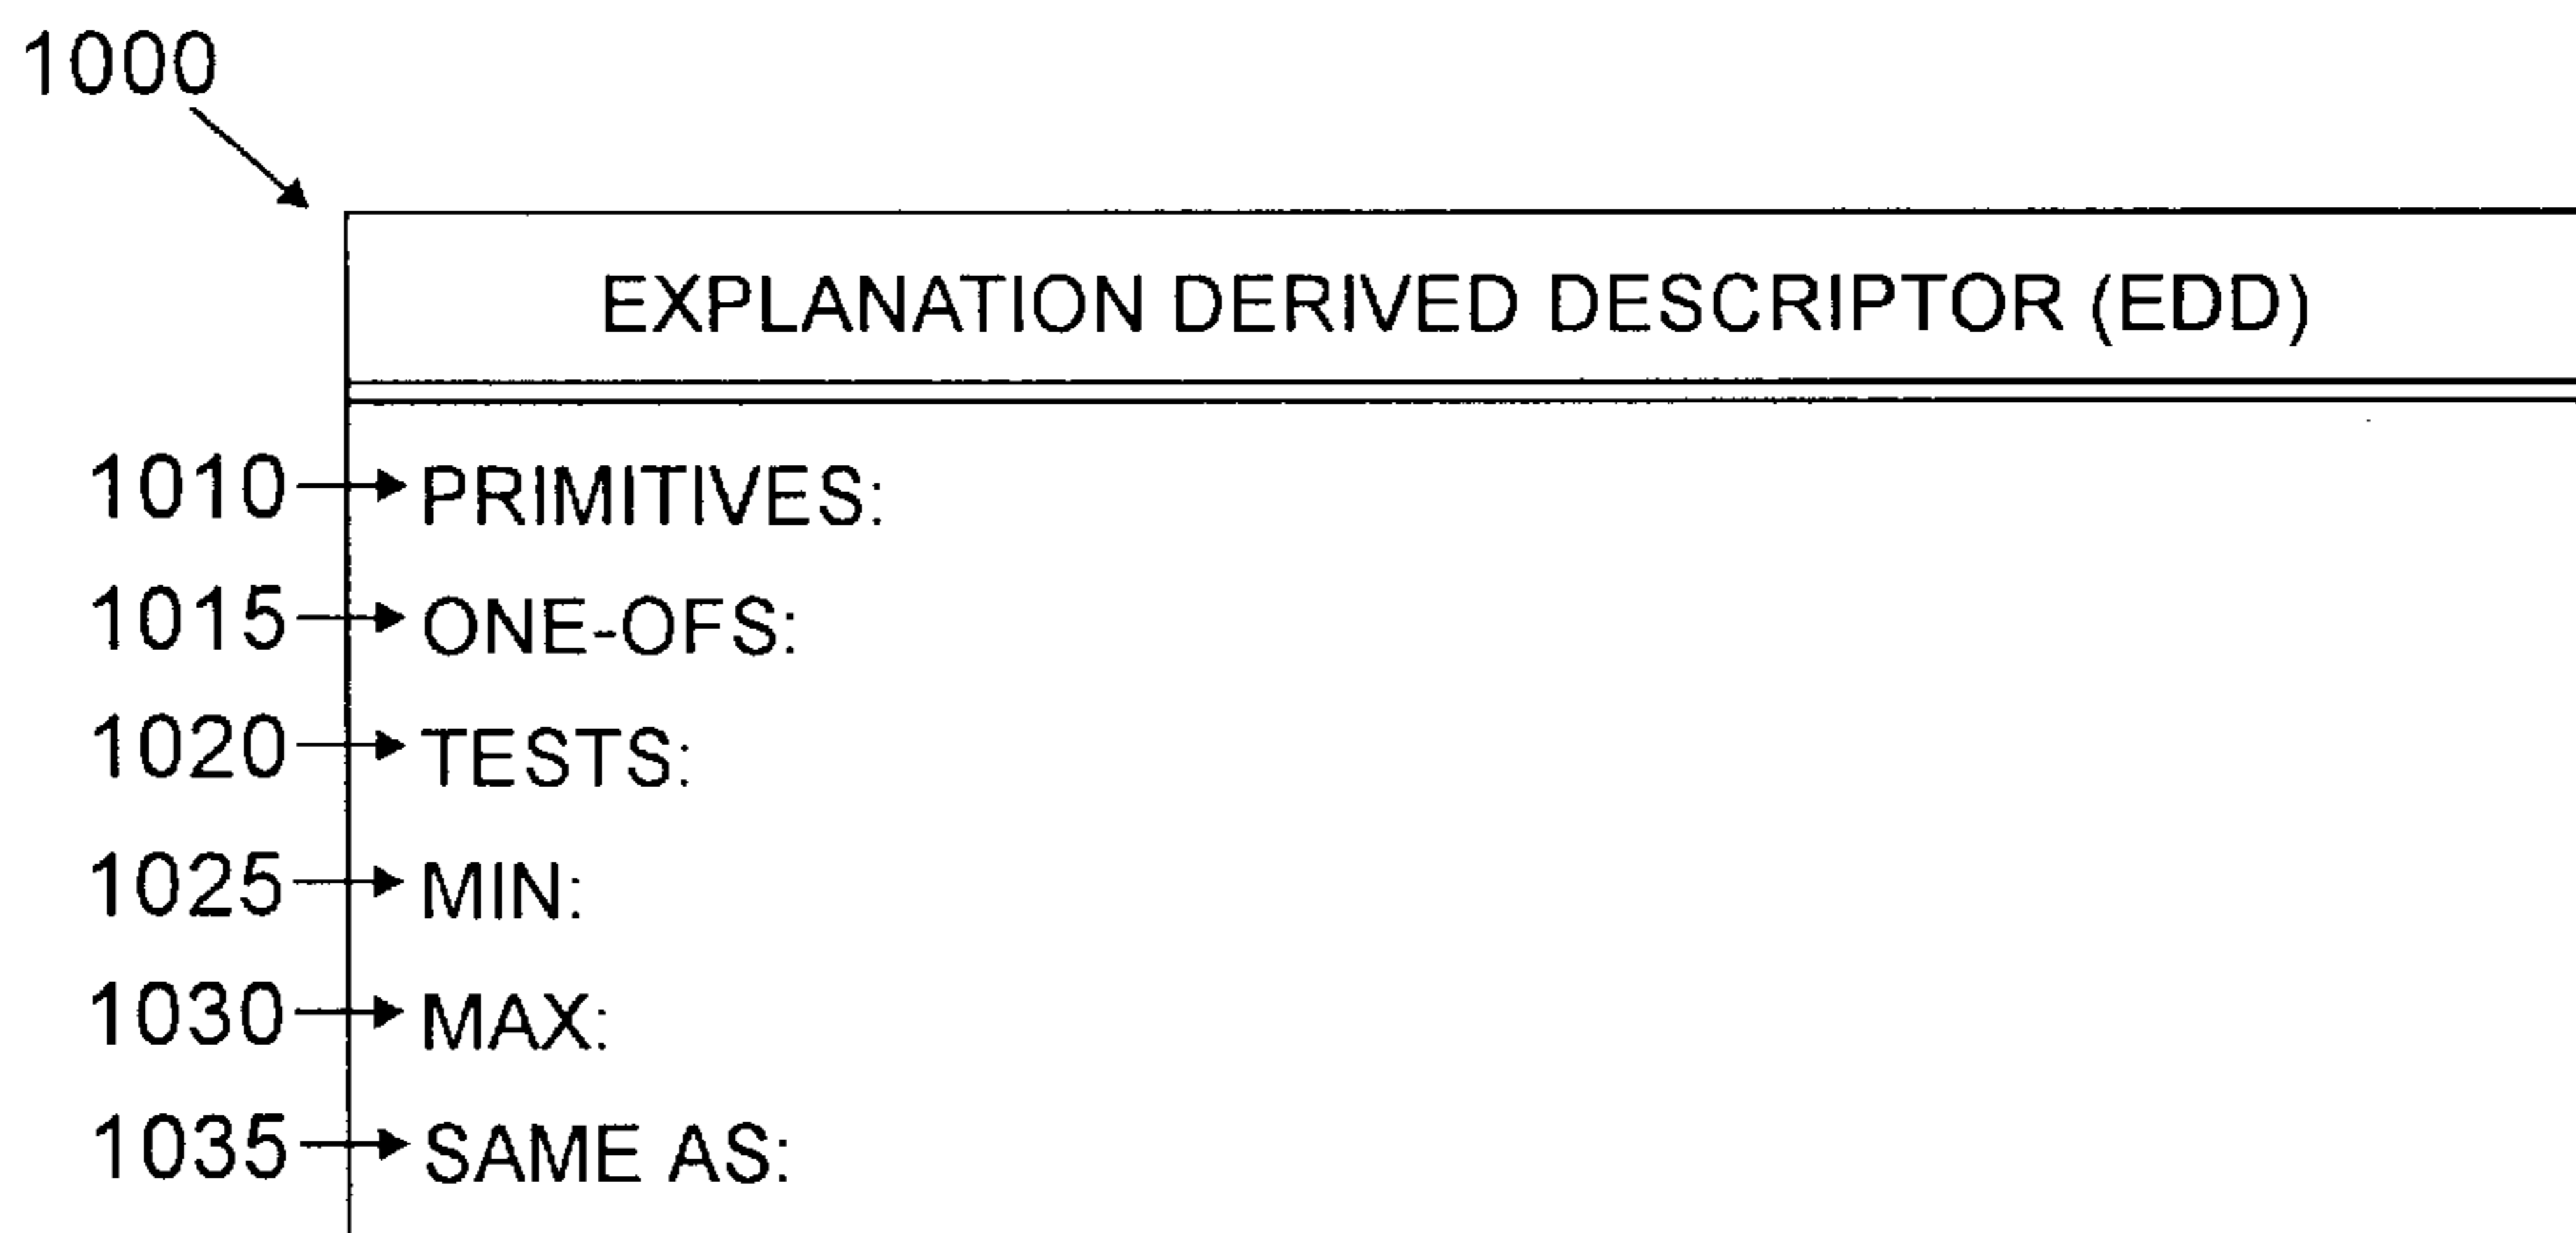 1000
EXPLANATION DERIVED DESCRIPTOR (EDD)
1010 PRIMITIVES:
1015 ONE-OFS:
1020 TESTS:
1025 MIN:
1030 MAX:
1035 SAME AS: